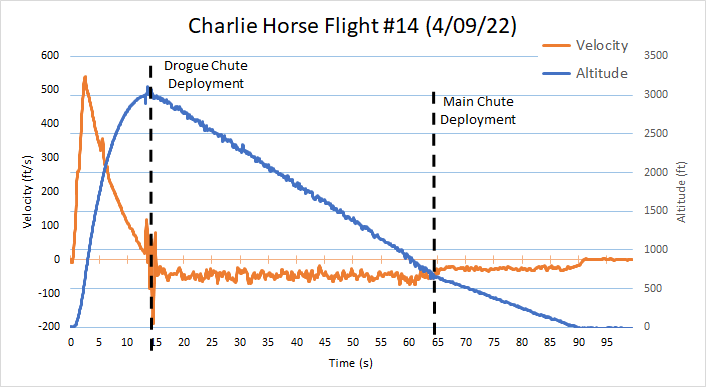 Charlie Horse Flight #14 (4/09/22)
Velocity
Altitude
Drogue Chute
Deployment
Main Chute
Deployment
600
500
400
300
200
100
0
-100
-200
Velocity (ft/s)
3500
3000
2500
2000
1500
1000
500
0
Altitude (ft)
0 5 10 15 20 25 30 35 40 45 50 55 60 65 70 75 80 85 90 95
Time (s)